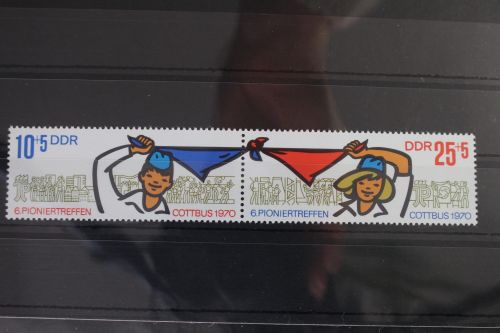 10+5 DDR
6.PIONIERTREFFEN COTTBUS 1970
DDR 25+5
6.PIONIERTREFFEN COTTBUS 1970